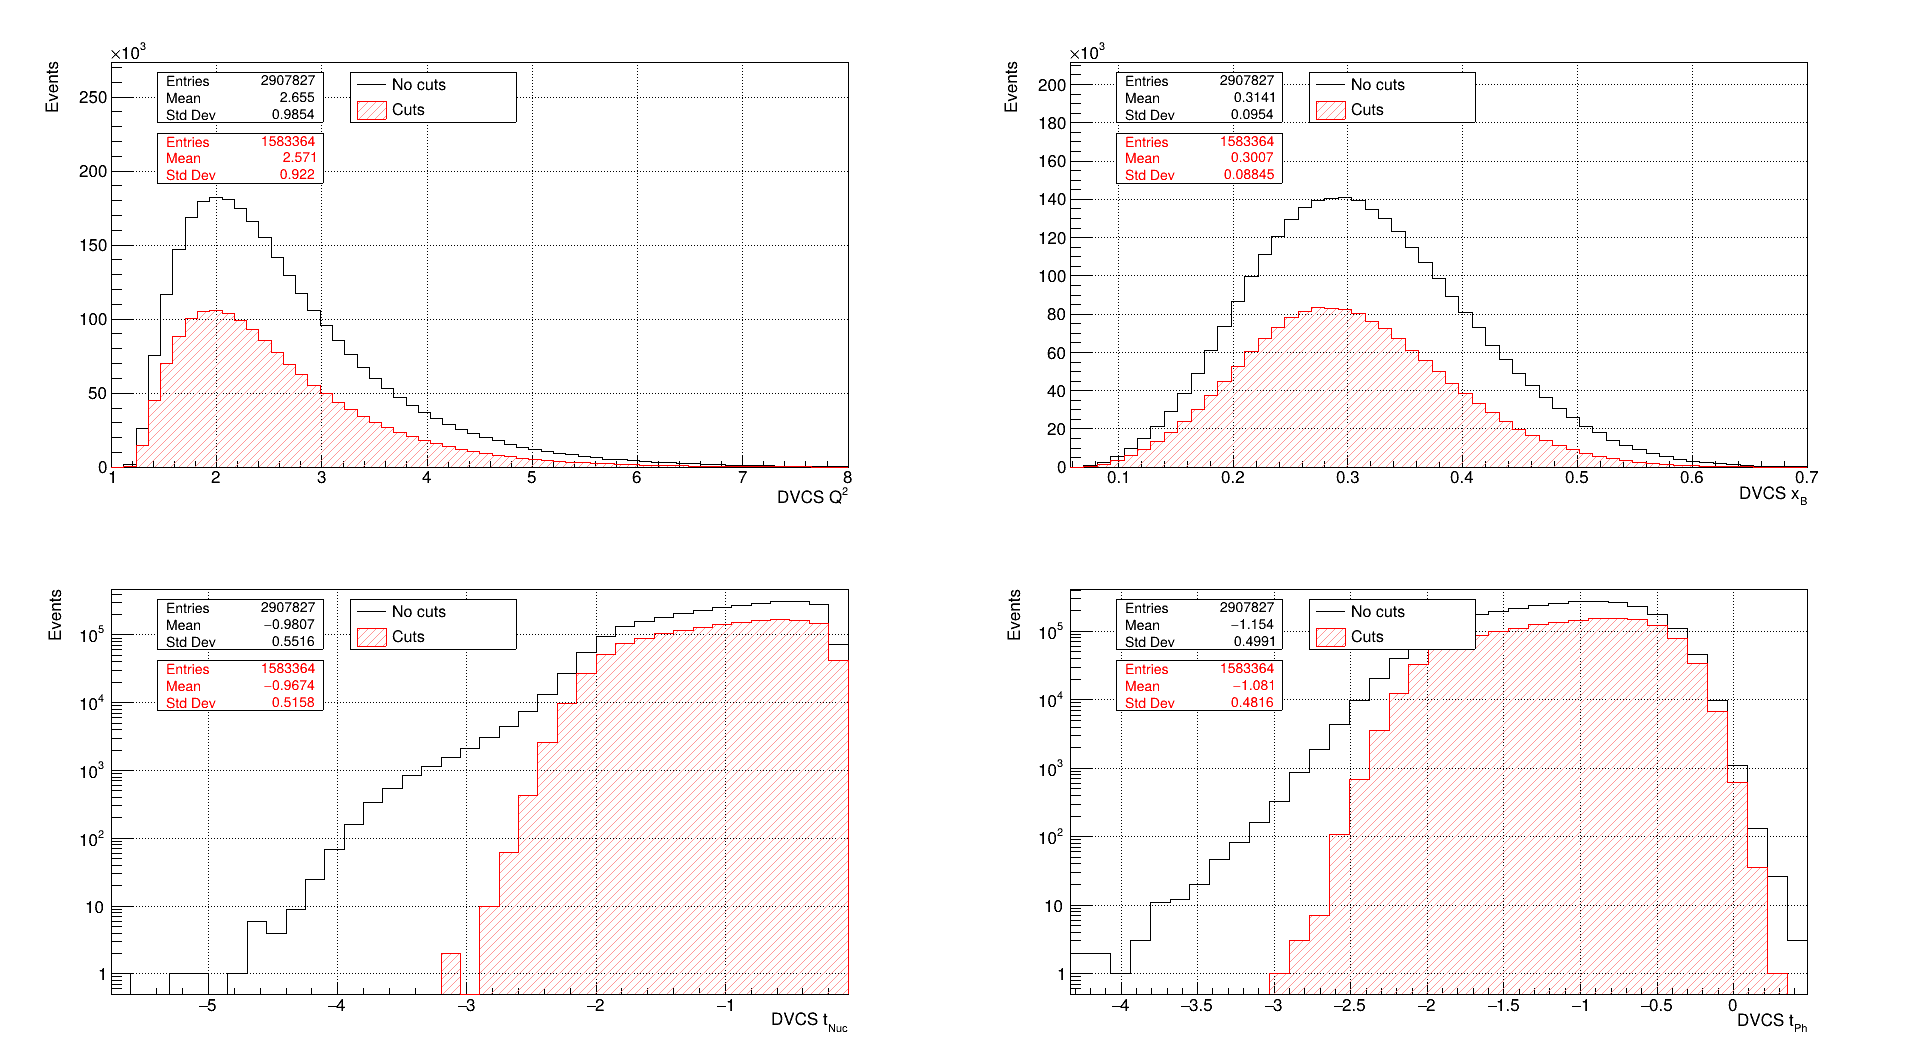 ×10³
Events
Entries 2907827
Mean 2.655
Std Dev 0.9854
Entries 1583364
Mean 2.571
Std Dev 0.922
No cuts
Cuts
250
200
150
100
50
0
1 2 3 4 5 6 7 8
DVCS Q²
×10³
Events
Entries 2907827
Mean 0.3141
Std Dev 0.0954
Entries 1583364
Mean 0.3007
Std Dev 0.08845
No cuts
Cuts
200
180
160
140
120
100
80
60
40
20
0
0.1 0.2 0.3 0.4 0.5 0.6 0.7
DVCS x_B
Events
Entries 2907827
Mean −0.9807
Std Dev 0.5516
Entries 1583364
Mean −0.9674
Std Dev 0.5158
No cuts
Cuts
10⁵
10⁴
10³
10²
10
1
−5 −4 −3 −2 −1
DVCS t_Nuc
Events
Entries 2907827
Mean −1.154
Std Dev 0.4991
Entries 1583364
Mean −1.081
Std Dev 0.4816
No cuts
Cuts
10⁵
10⁴
10³
10²
10
1
−4 −3.5 −3 −2.5 −2 −1.5 −1 −0.5 0
DVCS t_Ph